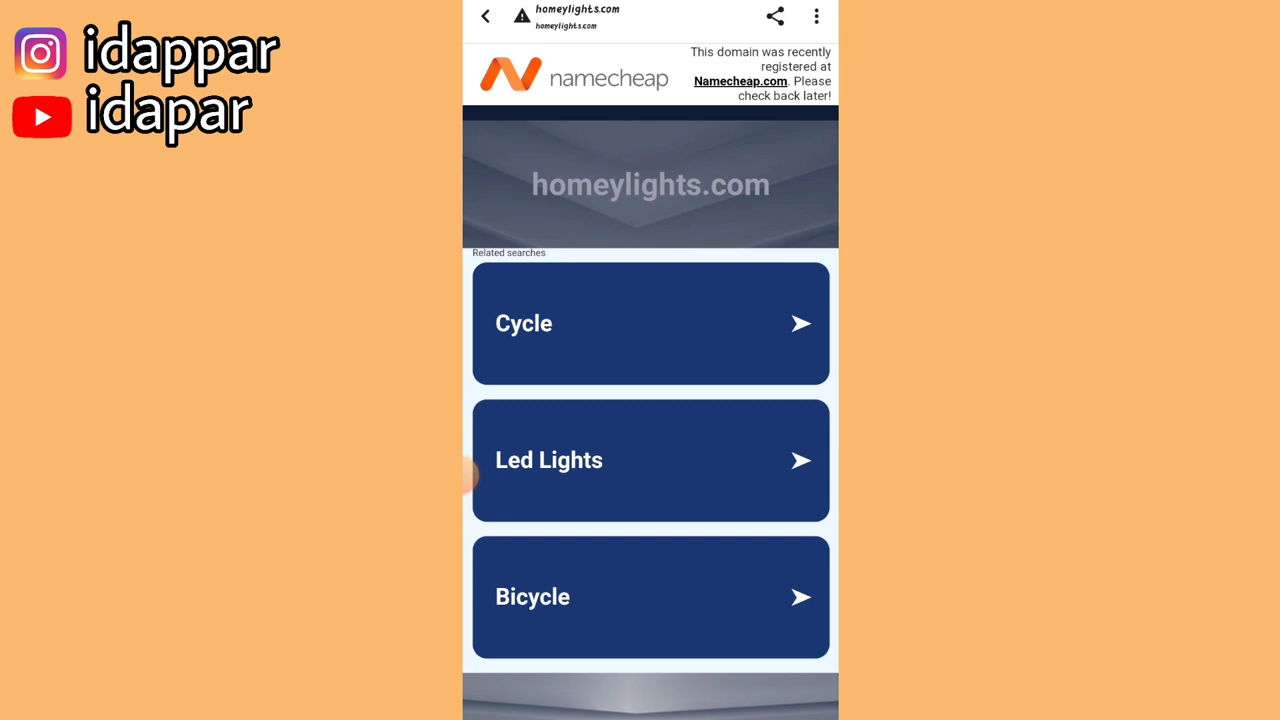 idappar
idapar
homeylights.com
homeylights.com
namecheap
This domain was recently
registered at
Namecheap.com. Please
check back later!
homeylights.com
Related searches
Cycle
Led Lights
Bicycle